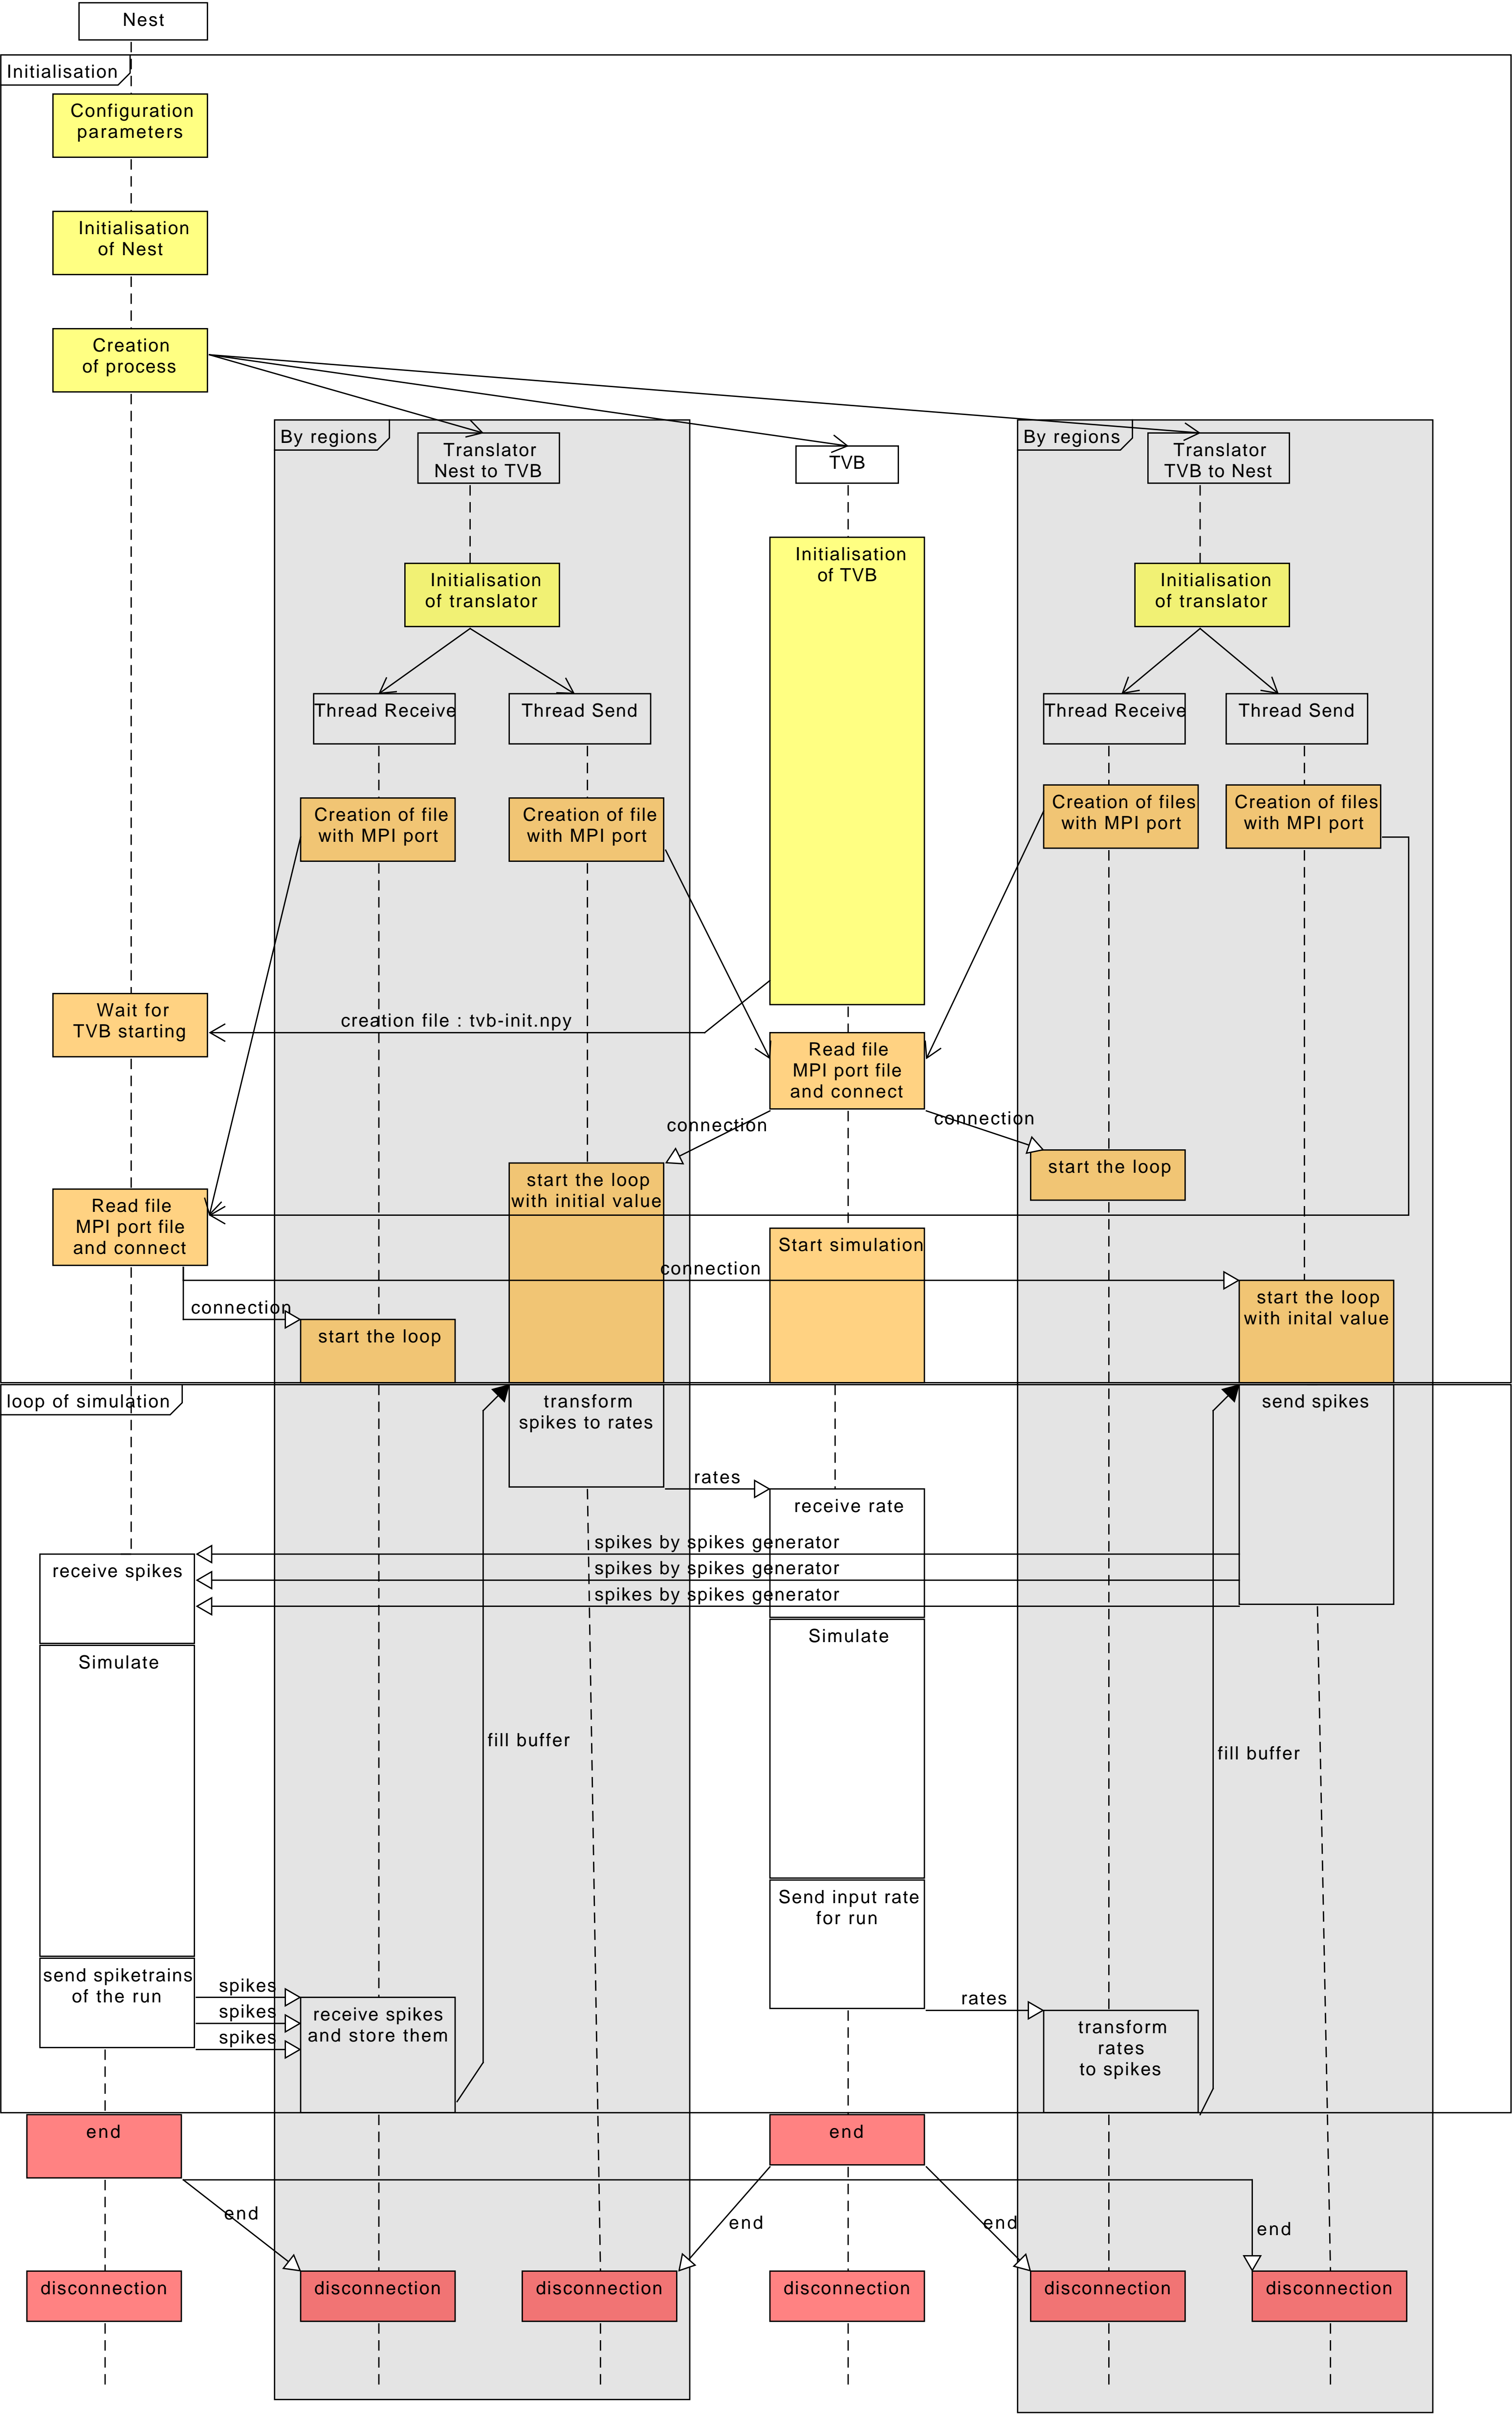 Nest
Initialisation
Configuration
parameters
Initialisation
of Nest
Creation
of process
By regions
Translator
Nest to TVB
TVB
By regions
Translator
TVB to Nest
Initialisation
of TVB
Initialisation
of translator
Initialisation
of translator
Thread Receive
Thread Send
Thread Receive
Thread Send
Creation of file
with MPI port
Creation of file
with MPI port
Creation of files
with MPI port
Creation of files
with MPI port
Wait for
TVB starting
creation file : tvb-init.npy
Read file
MPI port file
and connect
connection
connection
start the loop
with initial value
start the loop
Read file
MPI port file
and connect
Start simulation
connection
connection
start the loop
with inital value
start the loop
loop of simulation
transform
spikes to rates
send spikes
rates
receive rate
spikes by spikes generator
spikes by spikes generator
spikes by spikes generator
receive spikes
Simulate
Simulate
fill buffer
fill buffer
Send input rate
for run
send spiketrains
of the run
spikes
spikes
spikes
receive spikes
and store them
rates
transform
rates
to spikes
end
end
end
end
end
end
disconnection
disconnection
disconnection
disconnection
disconnection
disconnection